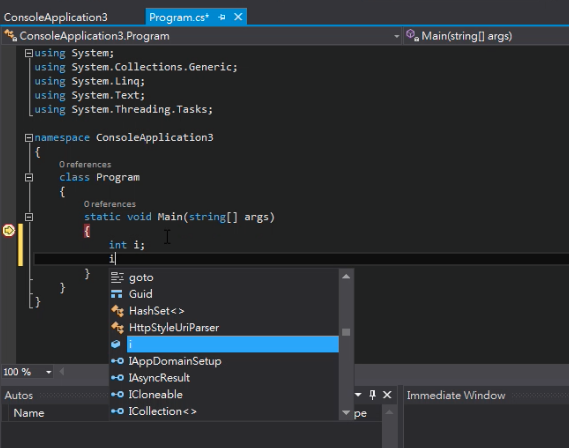 ConsoleApplication3 Program.cs*
ConsoleApplication3.Program Main(string[] args)
using System;
using System.Collections.Generic;
using System.Linq;
using System.Text;
using System.Threading.Tasks;
namespace ConsoleApplication3
{
0 references
class Program
{
0 references
static void Main(string[] args)
{
int i;
i
}
}
}
goto
Guid
HashSet<>
HttpStyleUriParser
i
IAppDomainSetup
IAsyncResult
ICloneable
ICollection<>
100 %
Autos
Name
pe
Immediate Window